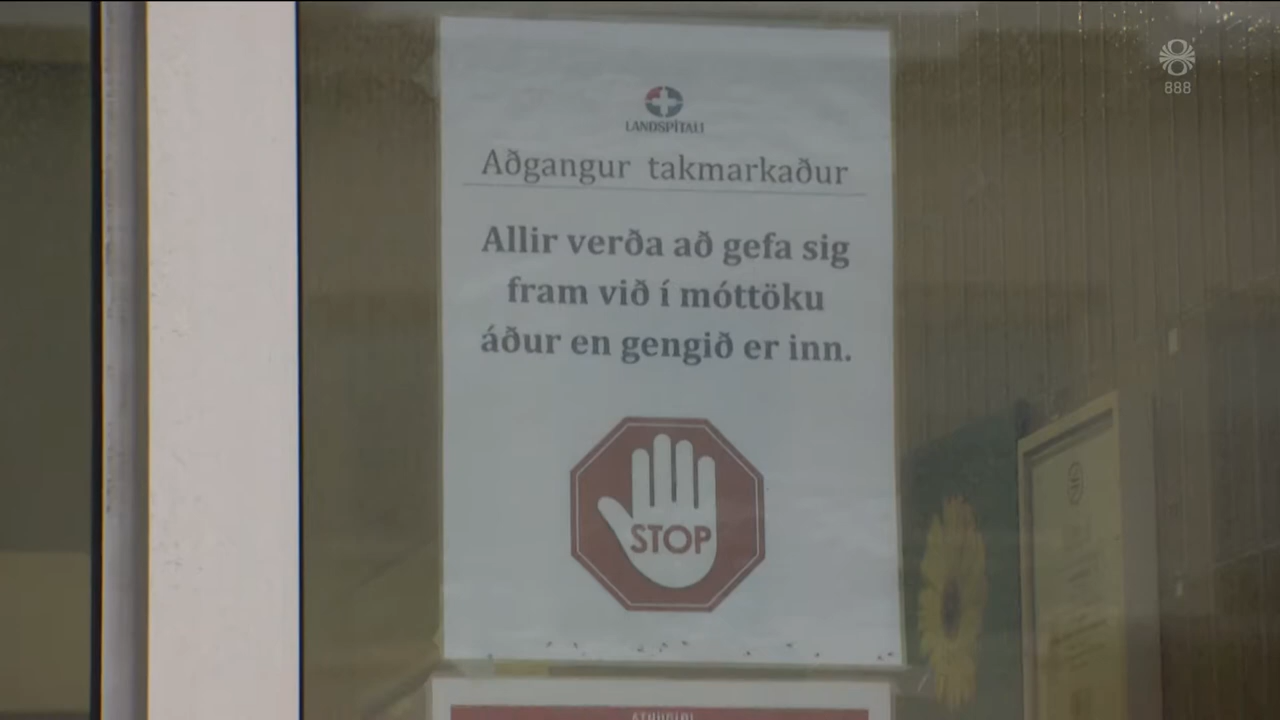 888
LANDSPÍTALI
Aðgangur takmarkaður
Allir verða að gefa sig
fram við í móttöku
áður en gengið er inn.
STOP